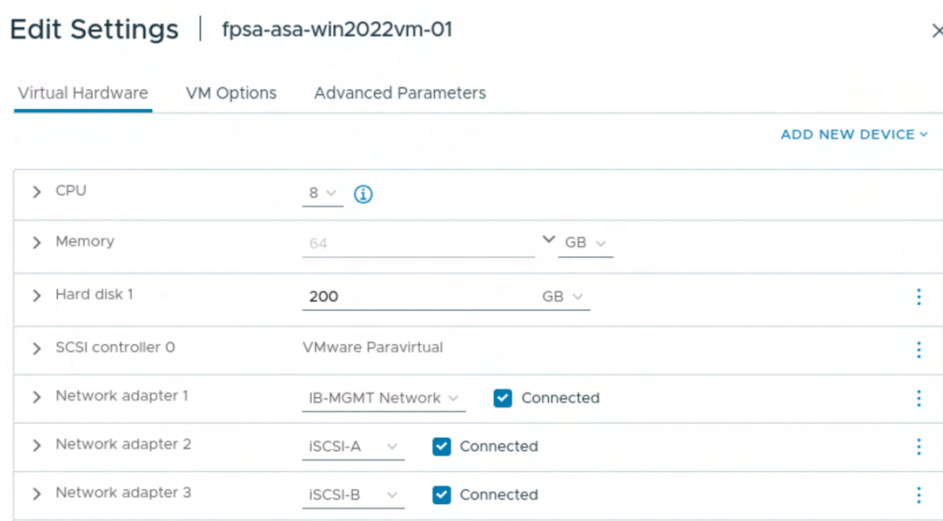 Edit Settings | fpsa-asa-win2022vm-01
Virtual Hardware VM Options Advanced Parameters
ADD NEW DEVICE
CPU 8
Memory 64 GB
Hard disk 1 200 GB
SCSI controller 0 VMware Paravirtual
Network adapter 1 IB-MGMT Network Connected
Network adapter 2 iSCSI-A Connected
Network adapter 3 iSCSI-B Connected